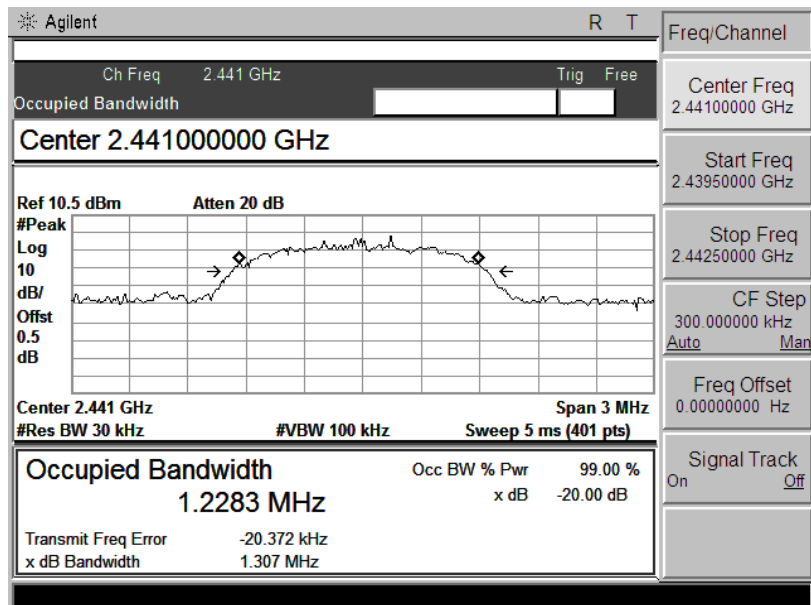 Agilent R T
Ch Freq 2.441 GHz Trig Free
Occupied Bandwidth
Center 2.441000000 GHz
Ref 10.5 dBm Atten 20 dB
#Peak
Log
10
dB/
Offst
0.5
dB
Center 2.441 GHz Span 3 MHz
#Res BW 30 kHz #VBW 100 kHz Sweep 5 ms (401 pts)
Occupied Bandwidth Occ BW % Pwr 99.00 %
1.2283 MHz x dB -20.00 dB
Transmit Freq Error -20.372 kHz
x dB Bandwidth 1.307 MHz
Freq/Channel
Center Freq
2.44100000 GHz
Start Freq
2.43950000 GHz
Stop Freq
2.44250000 GHz
CF Step
300.000000 kHz
Auto Man
Freq Offset
0.00000000 Hz
Signal Track
On Off